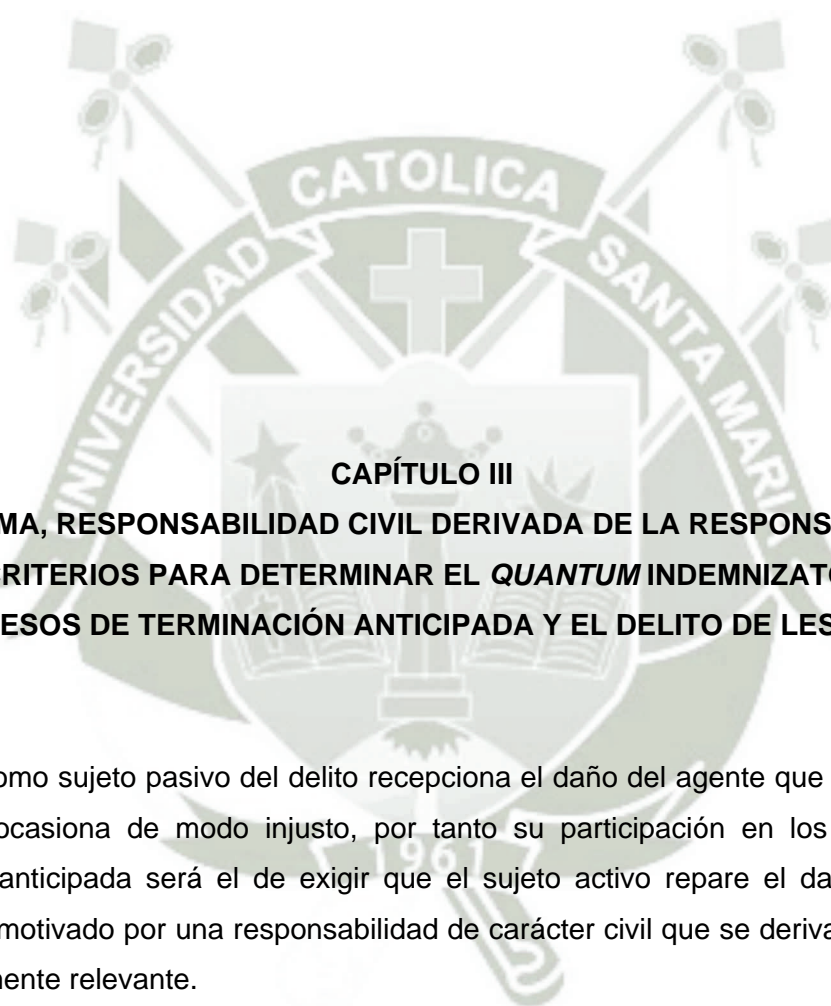 CATOLICA
UNIVERSIDAD
SANTA MARI
CAPÍTULO III
MA, RESPONSABILIDAD CIVIL DERIVADA DE LA RESPONS
RITERIOS PARA DETERMINAR EL QUANTUM INDEMNIZATO
ESOS DE TERMINACIÓN ANTICIPADA Y EL DELITO DE LES
omo sujeto pasivo del delito recepciona el daño del agente que
ocasiona de modo injusto, por tanto su participación en los
anticipada será el de exigir que el sujeto activo repare el da
motivado por una responsabilidad de carácter civil que se deriva
mente relevante.
1961